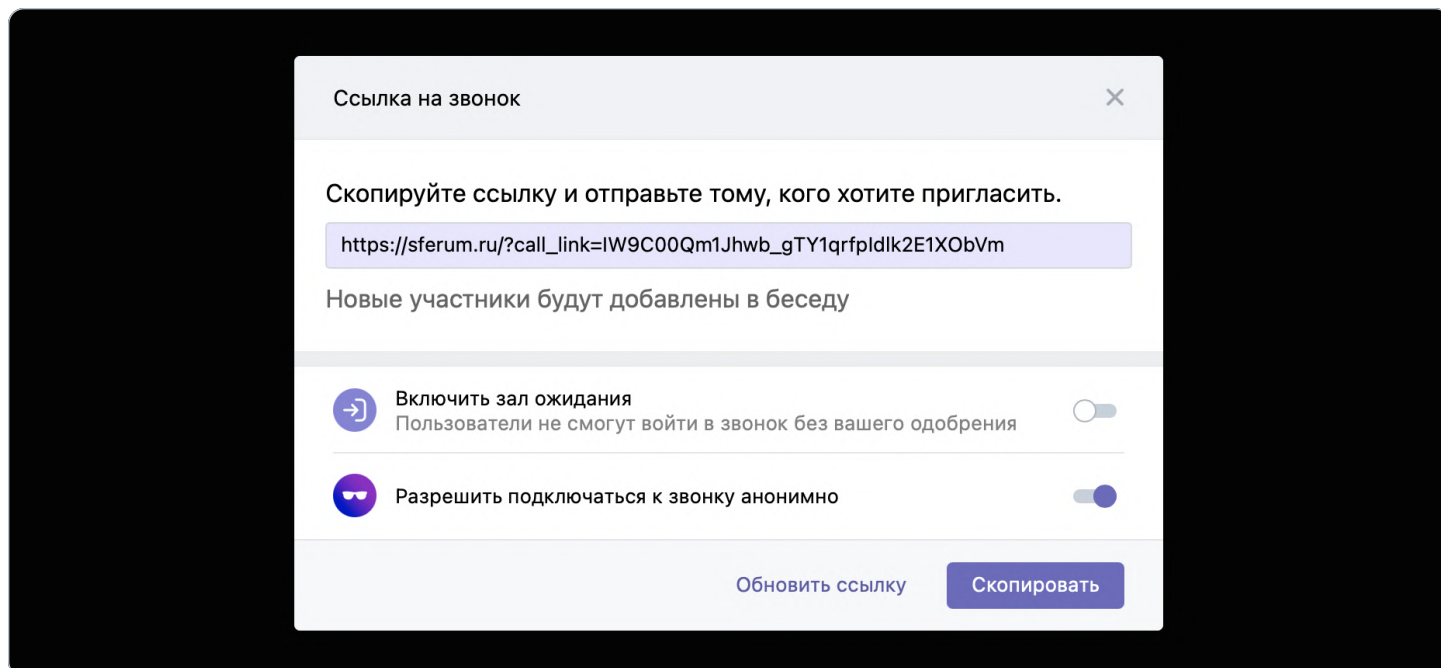 Ссылка на звонок
Скопируйте ссылку и отправьте тому, кого хотите пригласить.
https://sferum.ru/?call_link=IW9C00Qm1Jhwb_gTY1qrfpIdlk2E1XObVm
Новые участники будут добавлены в беседу
Включить зал ожидания
Пользователи не смогут войти в звонок без вашего одобрения
Разрешить подключаться к звонку анонимно
Обновить ссылку
Скопировать